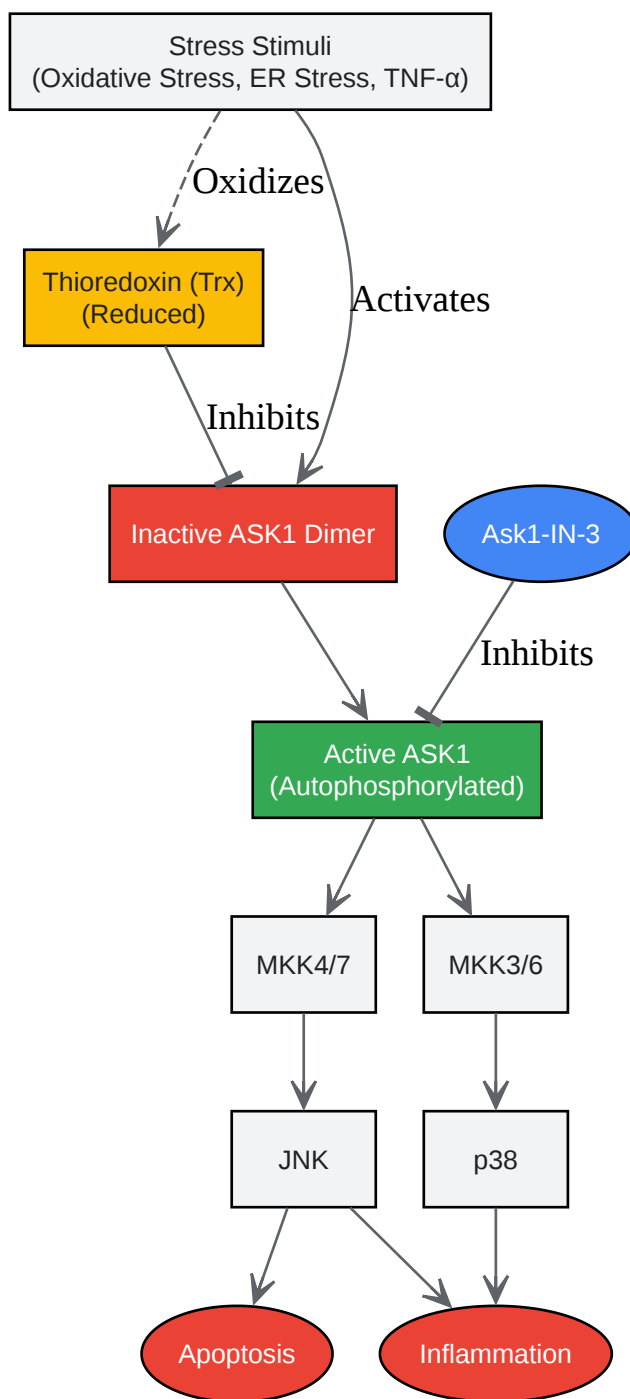 Stress Stimuli
(Oxidative Stress, ER Stress, TNF-α)
Oxidizes
Thioredoxin (Trx)
(Reduced)
Activates
Inhibits
Inactive ASK1 Dimer
Ask1-IN-3
Inhibits
Active ASK1
(Autophosphorylated)
MKK4/7
MKK3/6
JNK
p38
Apoptosis
Inflammation